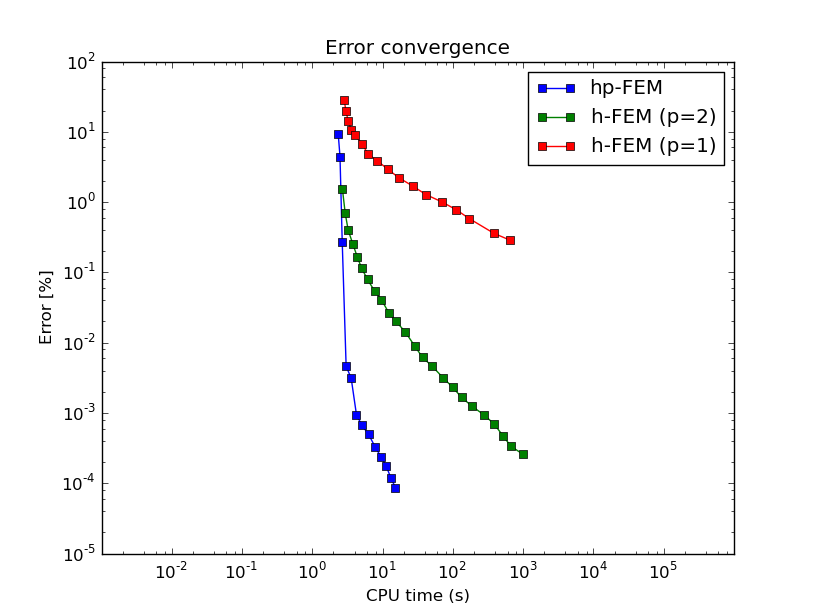 Error convergence
hp-FEM
h-FEM (p=2)
h-FEM (p=1)
Error [%]
10^2
10^1
10^0
10^-1
10^-2
10^-3
10^-4
10^-5
10^-2 10^-1 10^0 10^1 10^2 10^3 10^4 10^5
CPU time (s)